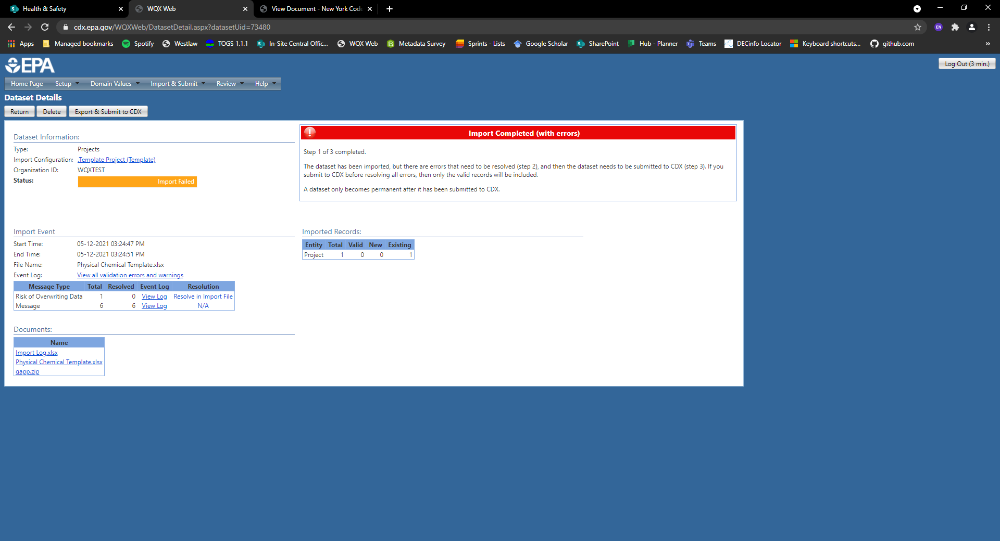 Health & Safety
WQX Web
View Document - New York Code
cdx.epa.gov/WQXWeb/DatasetDetail.aspx?datasetUid=73480
EN
Apps Managed bookmarks Spotify Westlaw TOGS 1.1.1 In-Site Central Offic... WQX Web Metadata Survey Sprints - Lists Google Scholar SharePoint Hub - Planner Teams DECinfo Locator Keyboard shortcuts... github.com »
EPA
Log Out (3 min.)
Home Page Setup Domain Values Import & Submit Review Help
Dataset Details
Return Delete Export & Submit to CDX
Dataset Information:
Type: Projects
Import Configuration: .Template Project (Template)
Organization ID: WQXTEST
Status: Import Failed
Import Completed (with errors)
Step 1 of 3 completed.
The dataset has been imported, but there are errors that need to be resolved (step 2), and then the dataset needs to be submitted to CDX (step 3). If you
submit to CDX before resolving all errors, then only the valid records will be included.
A dataset only becomes permanent after it has been submitted to CDX.
Import Event
Start Time: 05-12-2021 03:24:47 PM
End Time: 05-12-2021 03:24:51 PM
File Name: Physical Chemical Template.xlsx
Event Log: View all validation errors and warnings
Message Type Total Resolved Event Log Resolution
Risk of Overwriting Data 1 0 View Log Resolve in Import File
Message 6 6 View Log N/A
Imported Records:
Entity Total Valid New Existing
Project 1 0 0 1
Documents:
Name
Import Log.xlsx
Physical Chemical Template.xlsx
qapp.zip